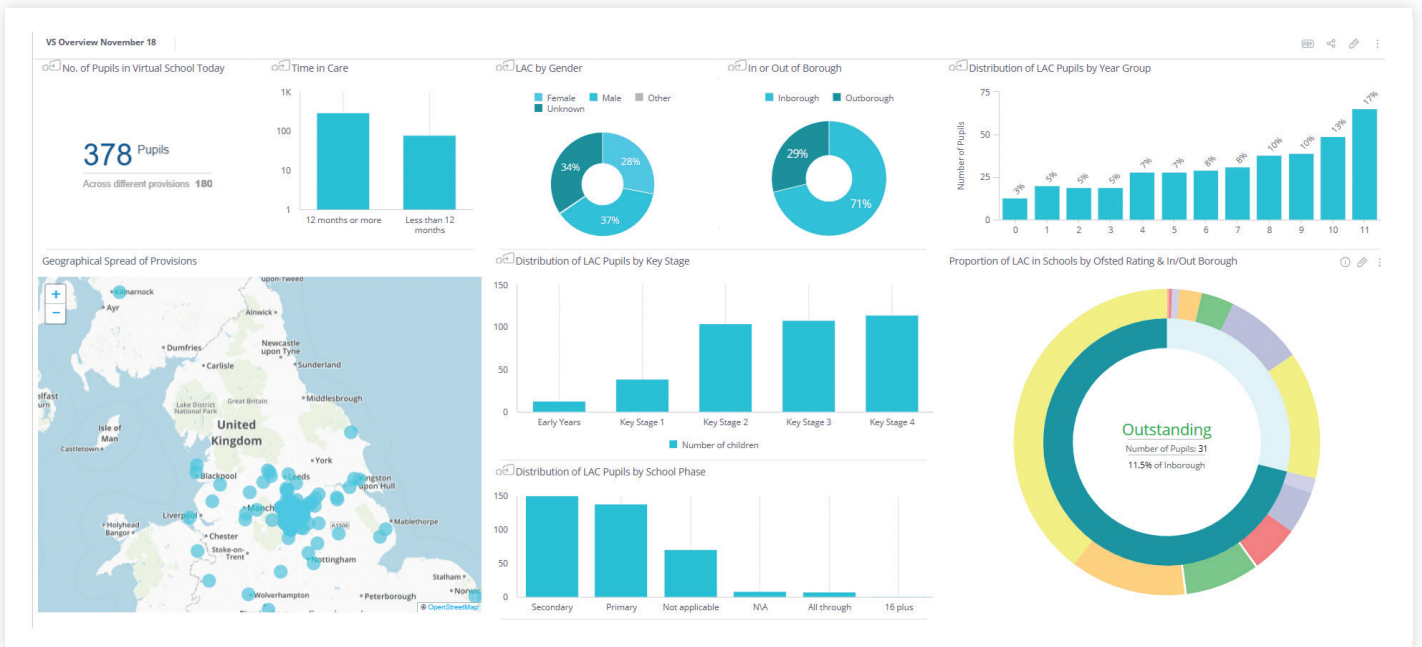 VS Overview November 18
No. of Pupils in Virtual School Today
378 Pupils
Across different provisions 180
Time in Care
1K
100
10
1
12 months or more
Less than 12
months
LAC by Gender
Female Male Other
Unknown
34%
28%
37%
In or Out of Borough
Inborough Outborough
29%
71%
Distribution of LAC Pupils by Year Group
Number of Pupils
75
50
25
0
3% 5% 5% 5% 7% 7% 8% 8% 10% 10% 13% 17%
0 1 2 3 4 5 6 7 8 9 10 11
Geographical Spread of Provisions
+
−
upon-Tweed
Ayr
Alnwick
Dumfries
Newcastle
upon Tyne
Carlisle
Sunderland
Lake District
National Park
Great Britain
Middlesbrough
Isle of
Man
Castletown
United
Kingdom
York
Blackpool
Leeds
Kingston
upon Hull
Liverpool
Manch
A1500
Mablethorpe
Holyhead
Bangor
Chester
Stoke-on-
Trent
Nottingham
Stalham
Wolverhampton
Peterborough
© OpenStreetMap
Distribution of LAC Pupils by Key Stage
150
100
50
0
Early Years
Key Stage 1
Key Stage 2
Key Stage 3
Key Stage 4
Number of children
Distribution of LAC Pupils by School Phase
150
100
50
0
Secondary
Primary
Not applicable
N\A
All through
16 plus
Proportion of LAC in Schools by Ofsted Rating & In/Out Borough
Outstanding
Number of Pupils: 31
11.5% of Inborough